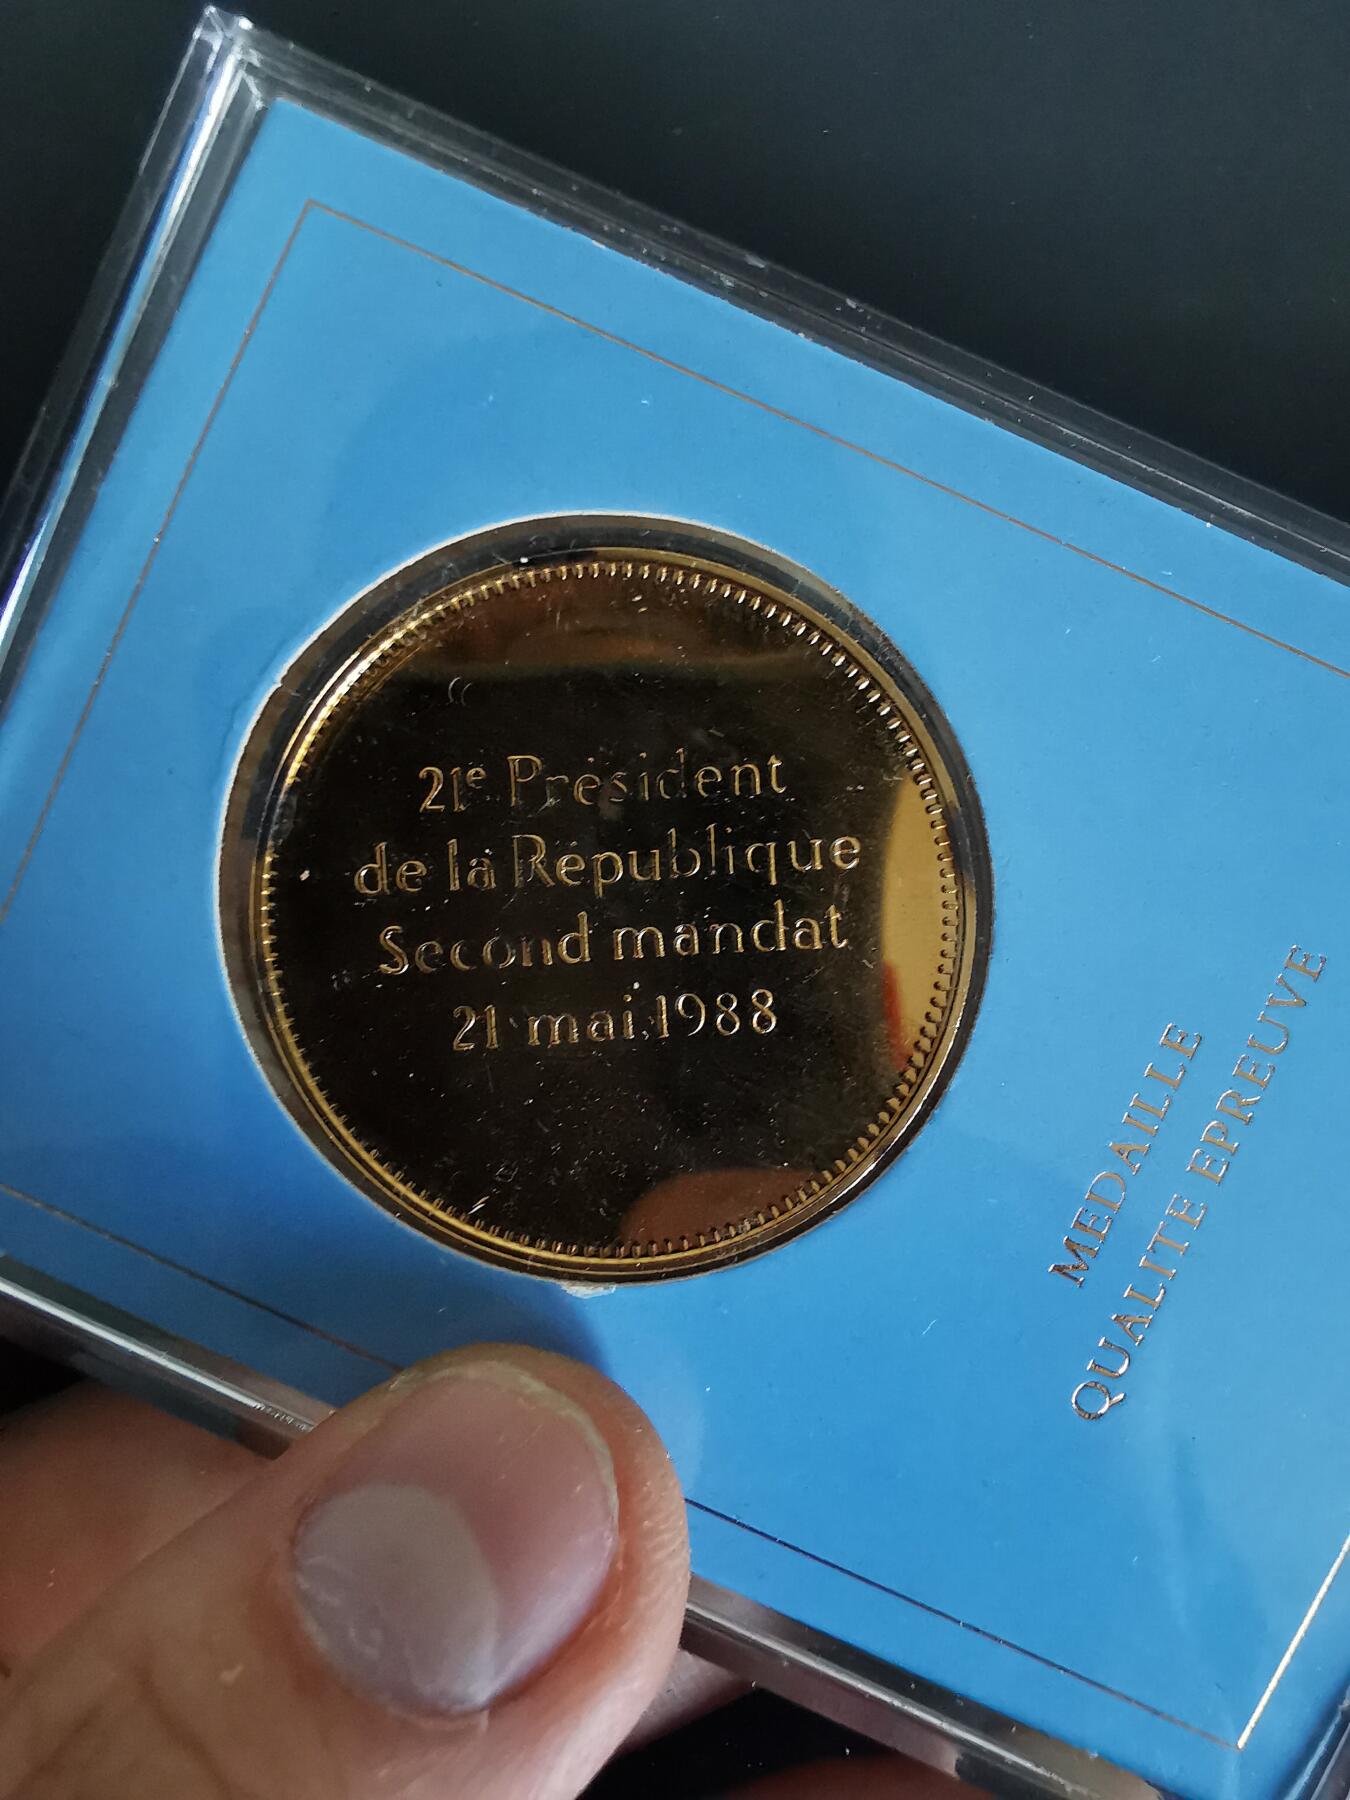 21e Président
de la République
Second mandat
21 mai 1988
MEDAILLE
QUALITE EPREUVE